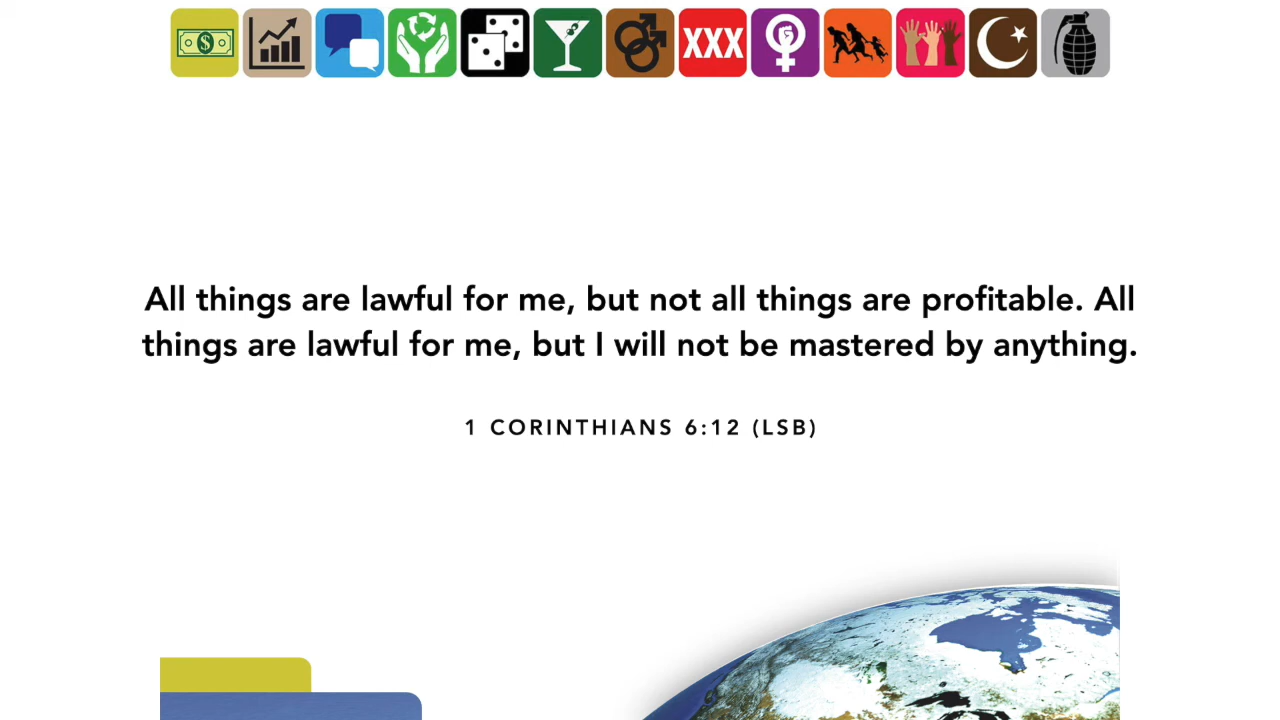 $
XXX
All things are lawful for me, but not all things are profitable. All
things are lawful for me, but I will not be mastered by anything.
1 CORINTHIANS 6:12 (LSB)